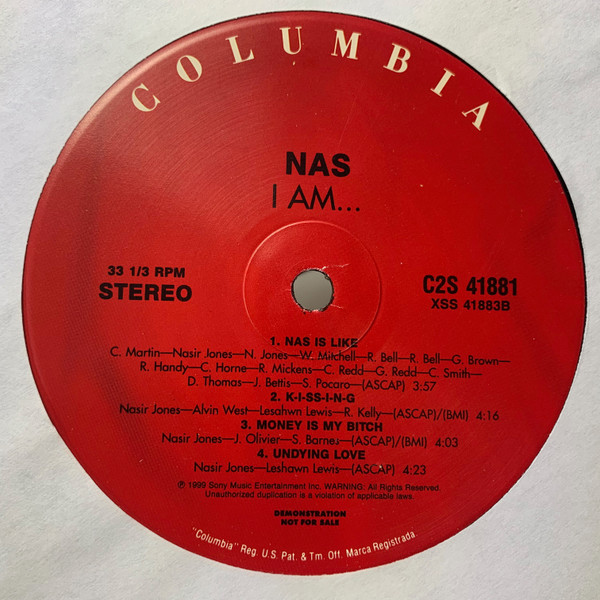 COLUMBIA
NAS
I AM...
33 1/3 RPM
STEREO
C2S 41881
XSS 41883B
1. NAS IS LIKE
C. Martin—Nasir Jones—N. Jones—W. Mitchell—R. Bell—R. Bell—G. Brown—
R. Handy—C. Horne—R. Mickens—C. Redd—G. Redd—C. Smith—
D. Thomas—J. Bettis—S. Pocaro—(ASCAP) 3:57
2. K-I-SS-I-N-G
Nasir Jones—Alvin West—Lesahwn Lewis—R. Kelly—(ASCAP)/(BMI) 4:16
3. MONEY IS MY BITCH
Nasir Jones—J. Olivier—S. Barnes—(ASCAP)/(BMI) 4:03
4. UNDYING LOVE
Nasir Jones—Leshawn Lewis—(ASCAP) 4:23
℗ 1999 Sony Music Entertainment Inc. WARNING: All Rights Reserved.
Unauthorized duplication is a violation of applicable laws.
DEMONSTRATION
NOT FOR SALE
"Columbia" Reg. U.S. Pat. & Tm. Off. Marca Registrada.